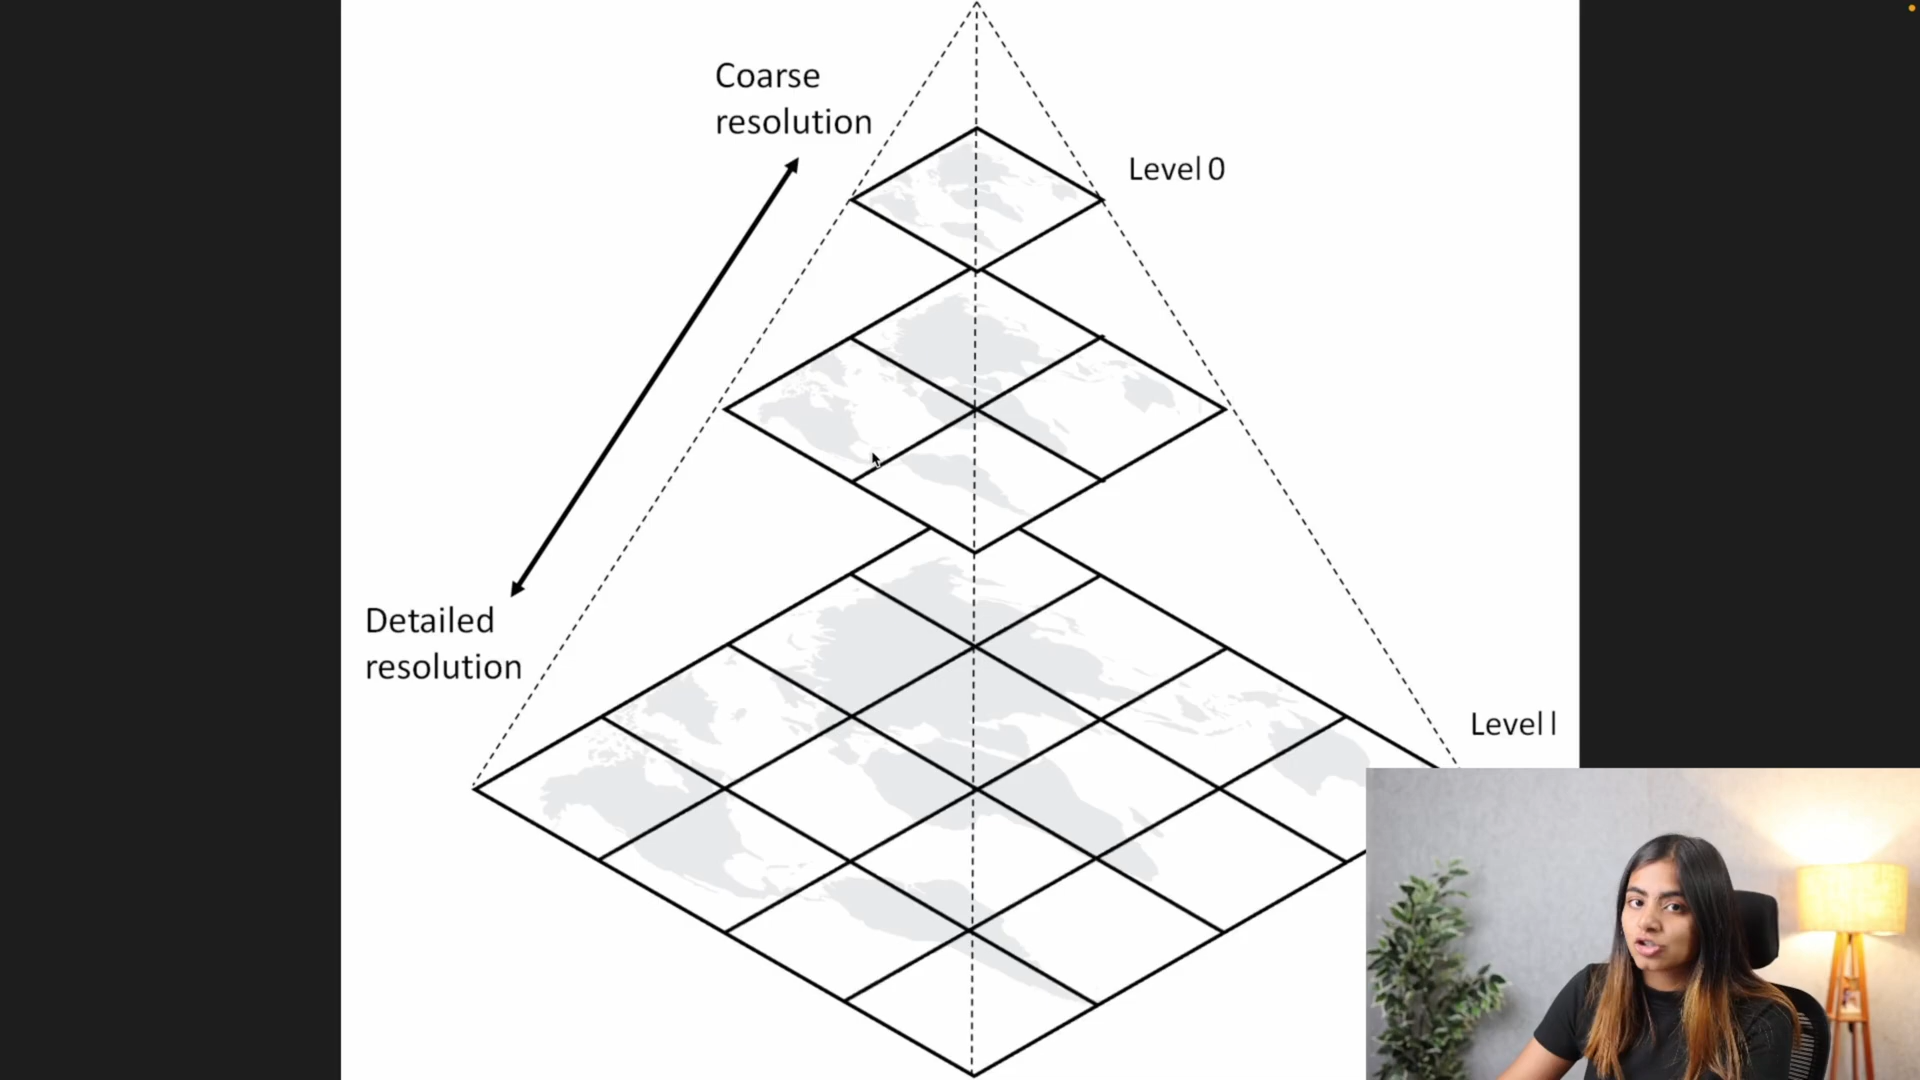 Coarse
resolution
Level 0
Detailed
resolution
Level l